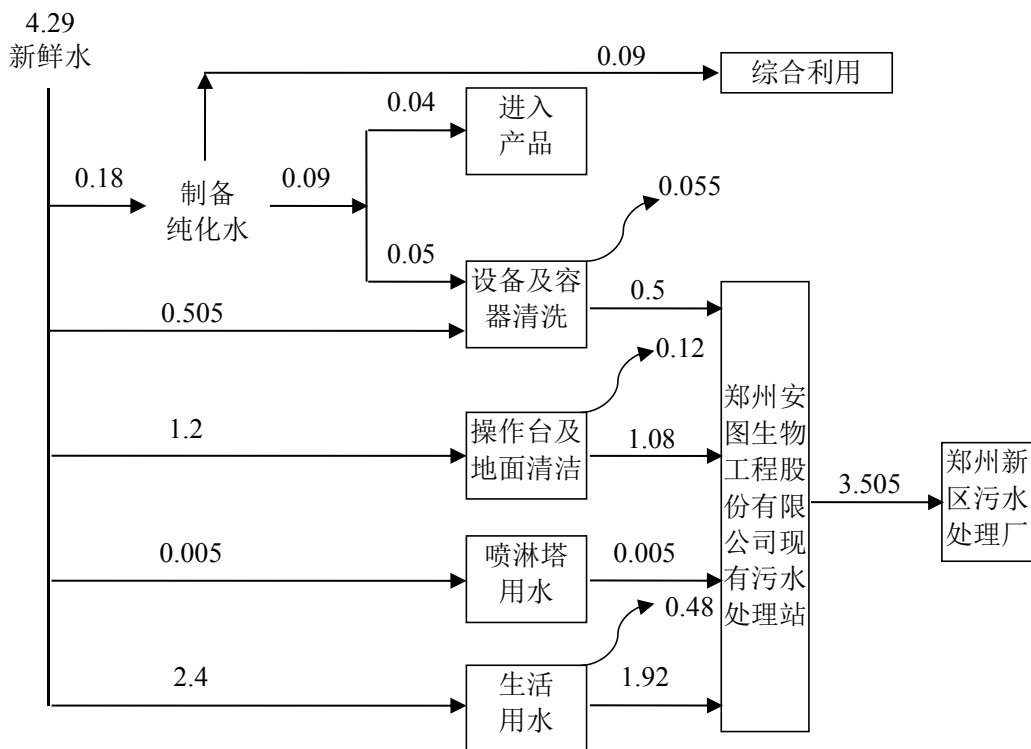 4.29
新鲜水
0.09
综合利用
0.04
进入
产品
0.18
制备
纯化水
0.09
0.055
0.05
设备及容
器清洗
0.5
0.505
0.12
1.2
操作台及
地面清洁
1.08
郑州安
图生物
工程股
份有限
公司现
有污水
处理站
3.505
郑州新
区污水
处理厂
0.005
喷淋塔
用水
0.005
0.48
2.4
生活
用水
1.92